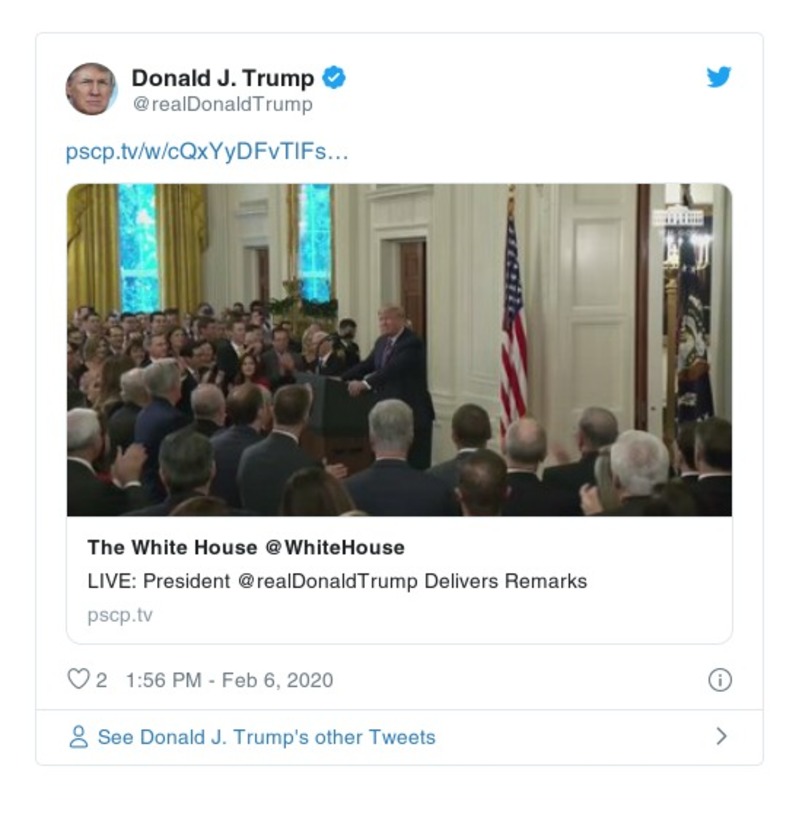 Donald J. Trump
@realDonaldTrump
pscp.tv/w/cQxYyDFvTlFs…
The White House @WhiteHouse
LIVE: President @realDonaldTrump Delivers Remarks
pscp.tv
2 1:56 PM - Feb 6, 2020
See Donald J. Trump's other Tweets